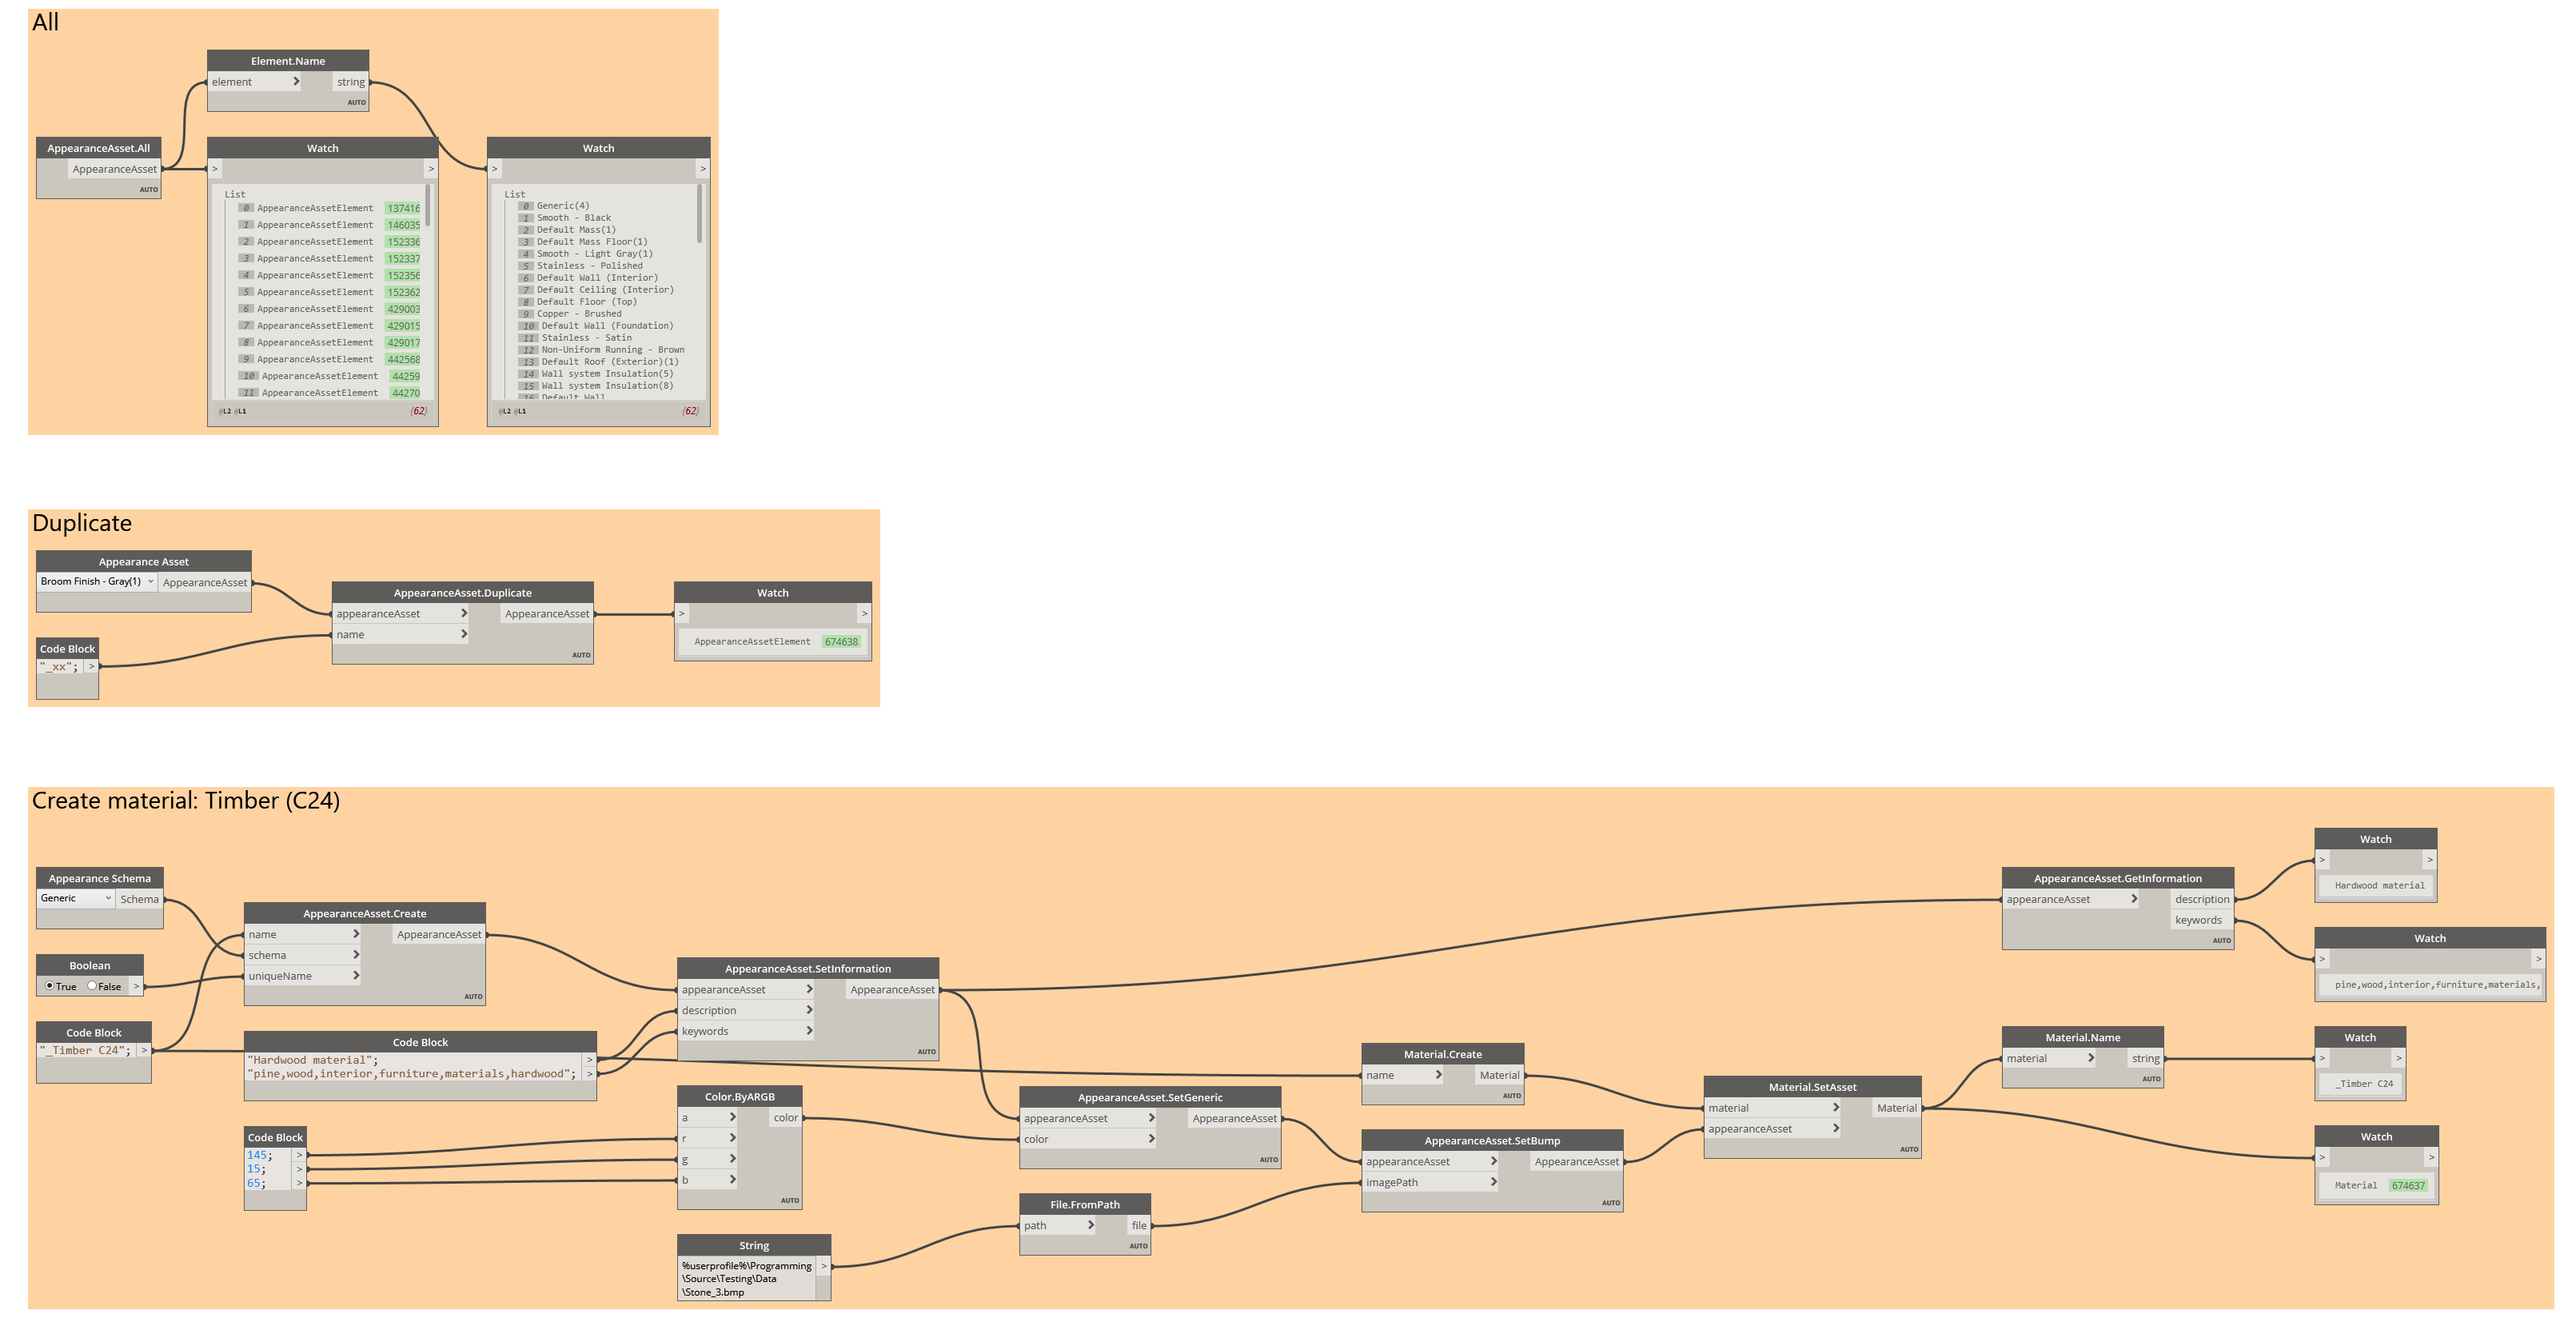 All
Element.Name
element
string
AUTO
AppearanceAsset.All
AppearanceAsset
AUTO
Watch
>
>
List
0 AppearanceAssetElement 137416
1 AppearanceAssetElement 146035
2 AppearanceAssetElement 152336
3 AppearanceAssetElement 152337
4 AppearanceAssetElement 152356
5 AppearanceAssetElement 152362
6 AppearanceAssetElement 429003
7 AppearanceAssetElement 429015
8 AppearanceAssetElement 429017
9 AppearanceAssetElement 442568
10 AppearanceAssetElement 44259
11 AppearanceAssetElement 44270
@L2 @L1 {62}
Watch
>
>
List
0 Generic(4)
1 Smooth - Black
2 Default Mass(1)
3 Default Mass Floor(1)
4 Smooth - Light Gray(1)
5 Stainless - Polished
6 Default Wall (Interior)
7 Default Ceiling (Interior)
8 Default Floor (Top)
9 Copper - Brushed
10 Default Wall (Foundation)
11 Stainless - Satin
12 Non-Uniform Running - Brown
13 Default Roof (Exterior)(1)
14 Wall system Insulation(5)
15 Wall system Insulation(8)
16 Default Wall
@L2 @L1 {62}
Duplicate
Appearance Asset
Broom Finish - Gray(1) AppearanceAsset
Code Block
"_xx"; >
AppearanceAsset.Duplicate
appearanceAsset > AppearanceAsset
name >
AUTO
Watch
> >
AppearanceAssetElement 674638
Create material: Timber (C24)
Appearance Schema
Generic Schema
Boolean
True False >
Code Block
"_Timber C24"; >
AppearanceAsset.Create
name > AppearanceAsset
schema >
uniqueName >
AUTO
Code Block
"Hardwood material"; >
"pine,wood,interior,furniture,materials,hardwood"; >
Code Block
145; >
15; >
65; >
AppearanceAsset.SetInformation
appearanceAsset > AppearanceAsset
description >
keywords >
AUTO
Color.ByARGB
a > color
r >
g >
b >
AUTO
String
%userprofile%\Programming >
\Source\Testing\Data
\Stone_3.bmp
AppearanceAsset.SetGeneric
appearanceAsset > AppearanceAsset
color >
AUTO
File.FromPath
path > file
AUTO
Material.Create
name > Material
AUTO
AppearanceAsset.SetBump
appearanceAsset > AppearanceAsset
imagePath >
AUTO
Material.SetAsset
material > Material
appearanceAsset >
AUTO
AppearanceAsset.GetInformation
appearanceAsset > description
keywords
AUTO
Material.Name
material > string
AUTO
Watch
> >
Hardwood material
Watch
> >
pine,wood,interior,furniture,materials,
Watch
> >
_Timber C24
Watch
> >
Material 674637